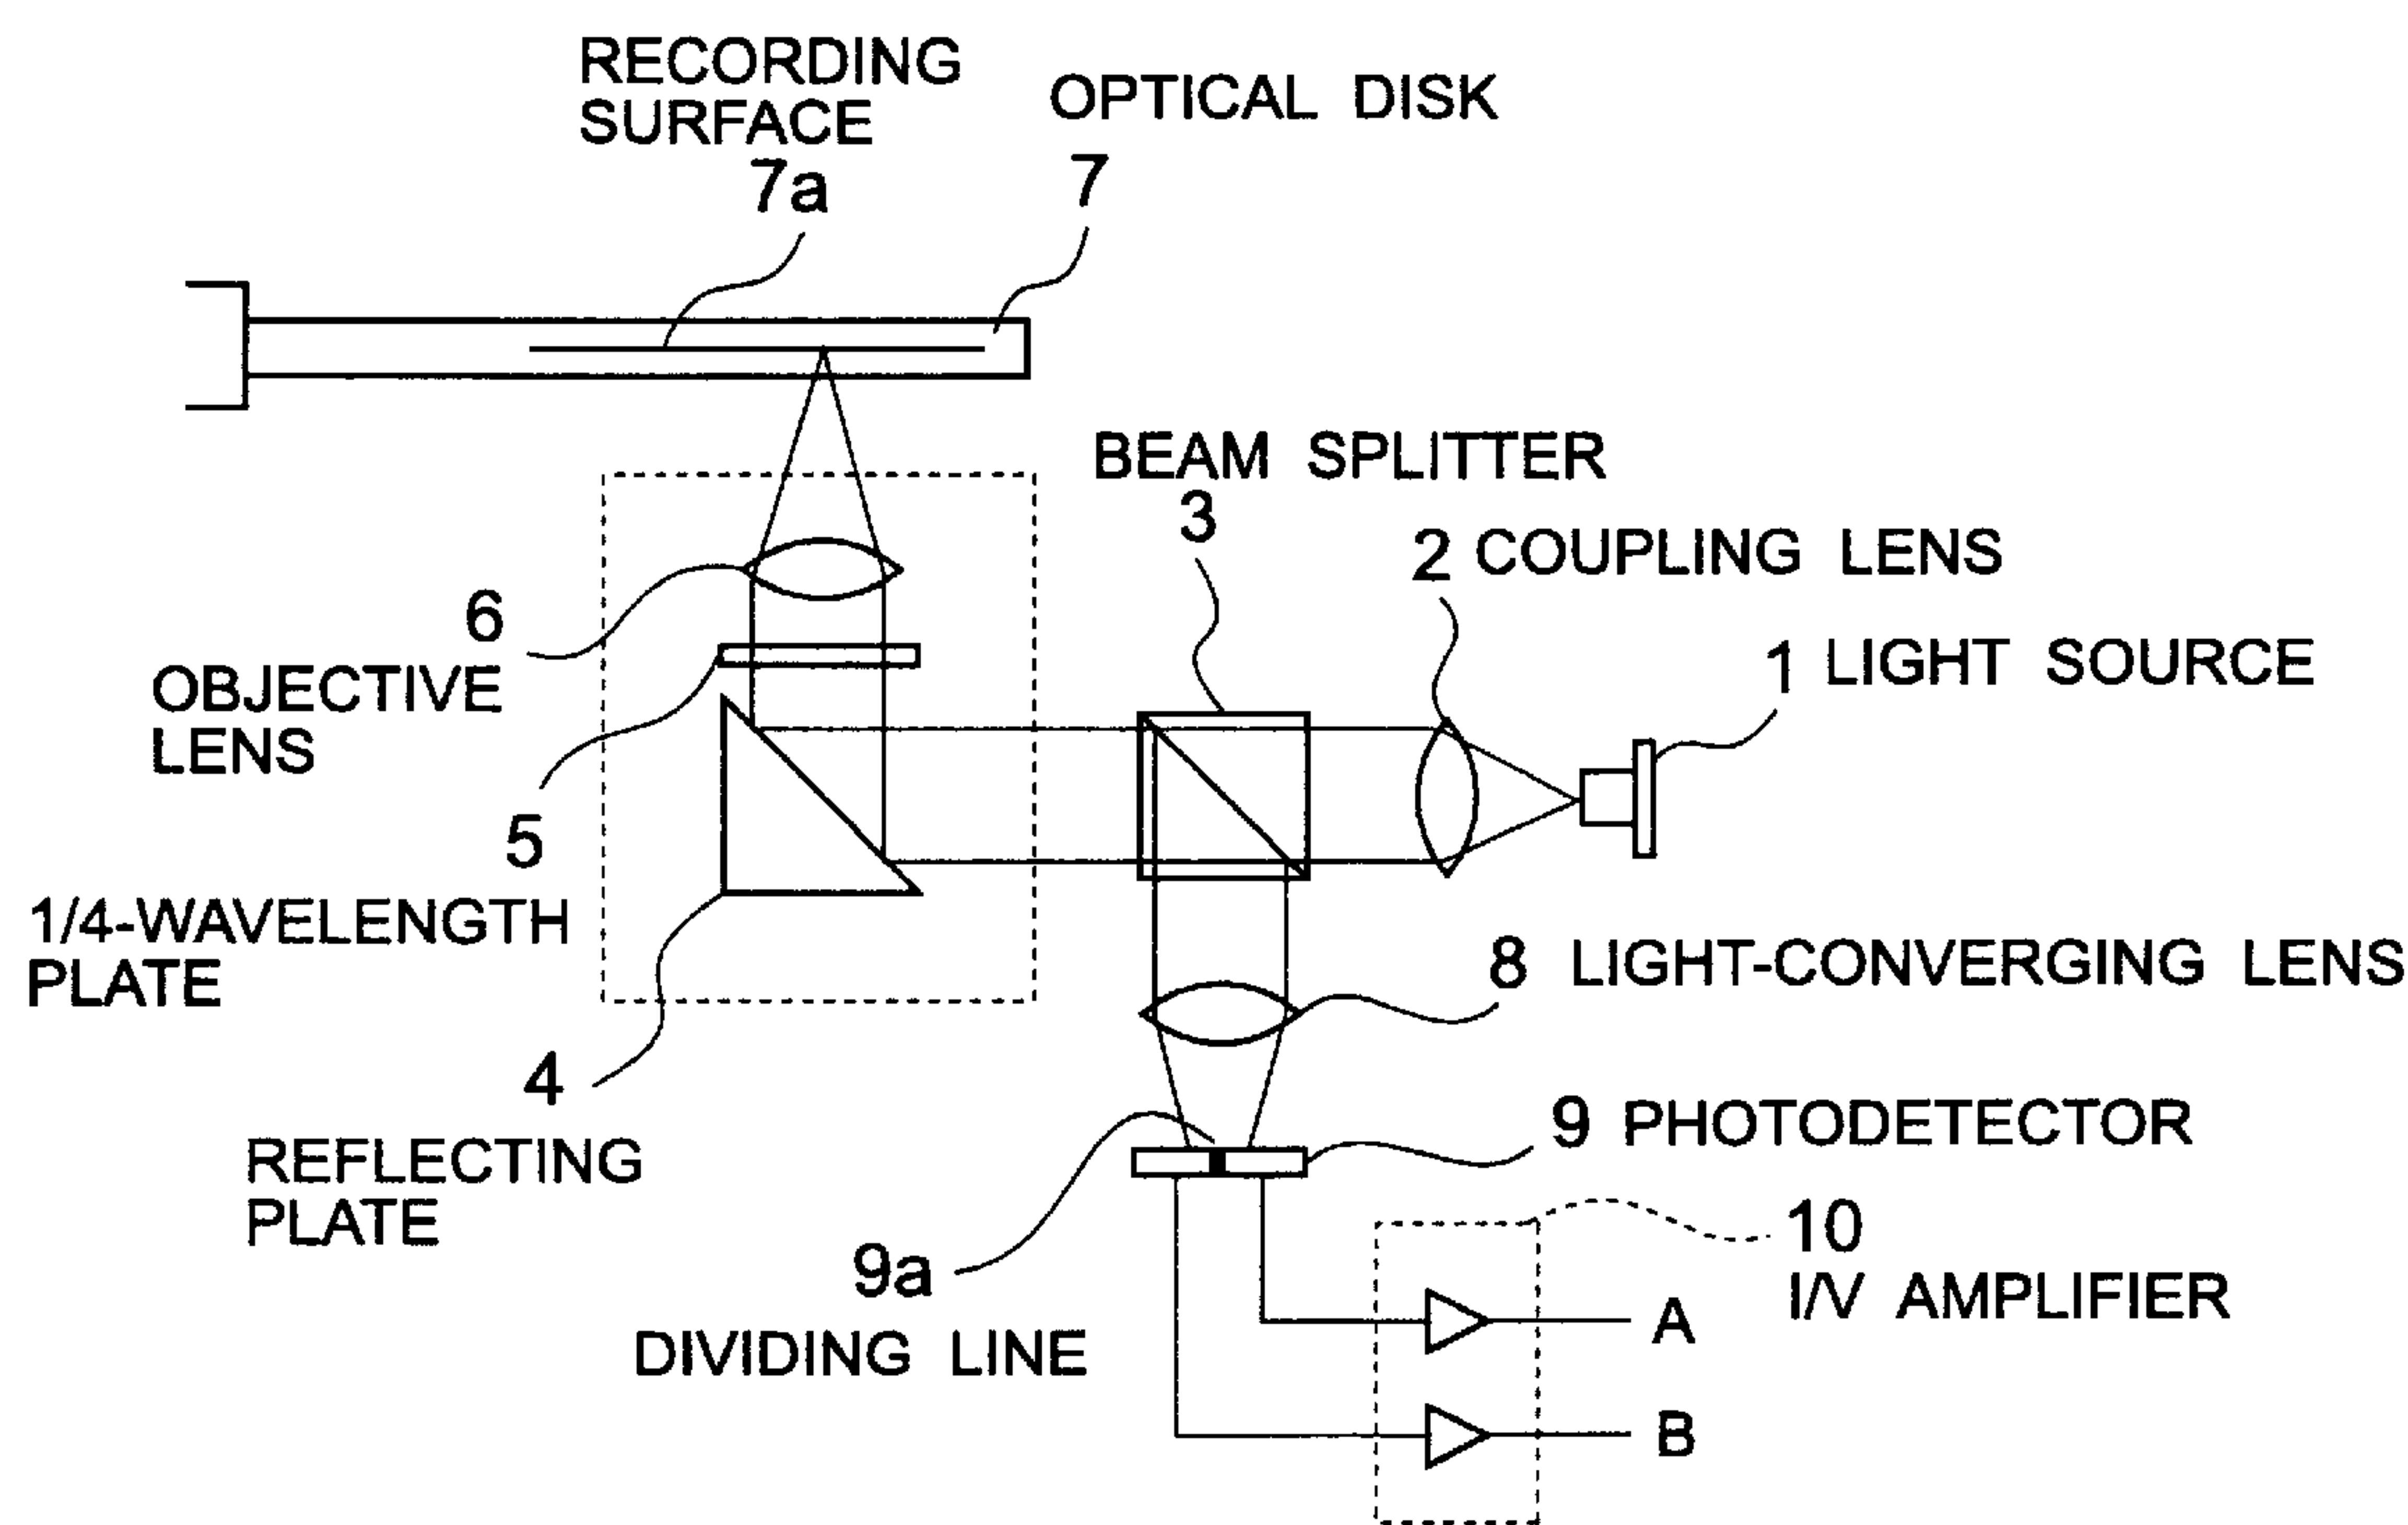 RECORDING
SURFACE
7a
OPTICAL DISK
7
BEAM SPLITTER
3
2 COUPLING LENS
1 LIGHT SOURCE
6
OBJECTIVE
LENS
5
1/4-WAVELENGTH
PLATE
4
REFLECTING
PLATE
8 LIGHT-CONVERGING LENS
9 PHOTODETECTOR
9a
DIVIDING LINE
10
I/V AMPLIFIER
A
B